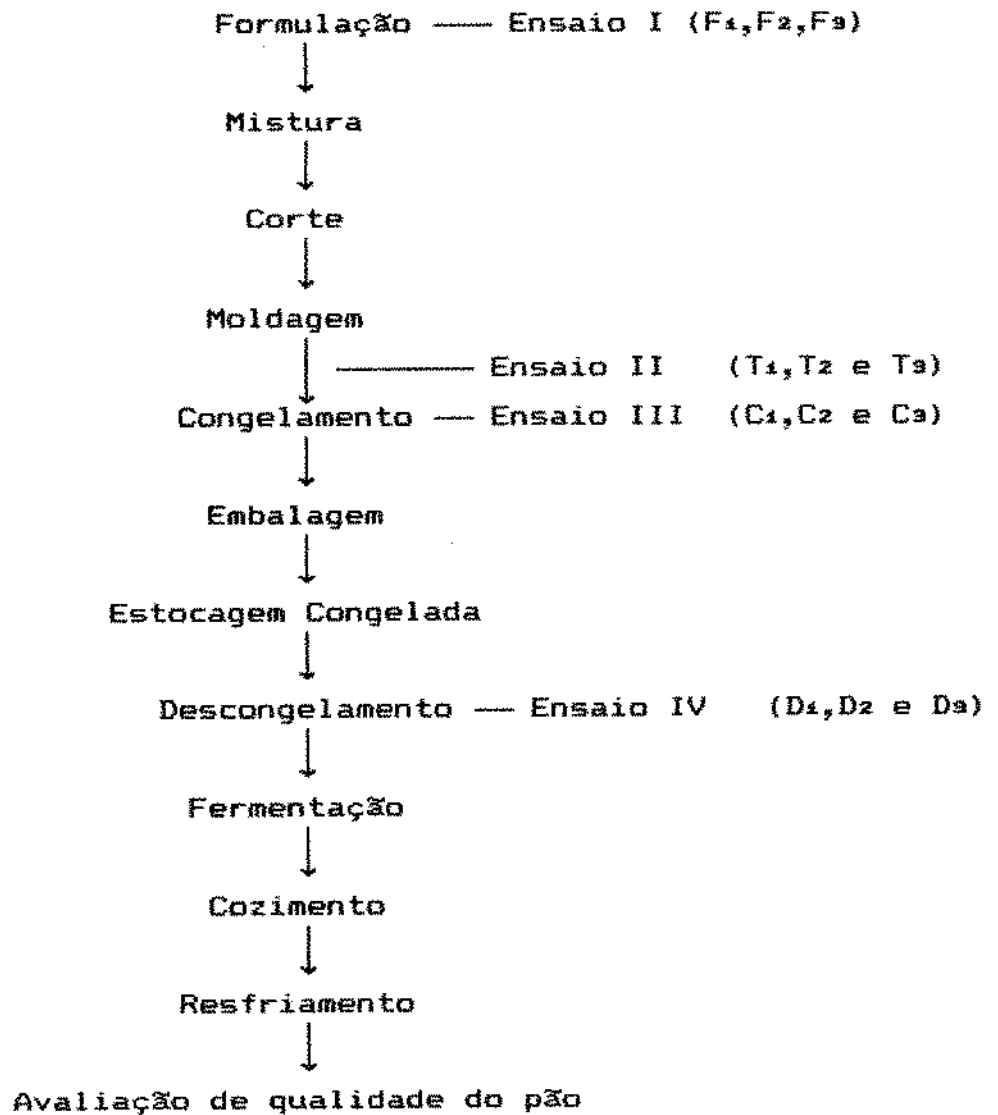 Formulação — Ensaio I (F1,F2,F3)
Mistura
Corte
Moldagem
Ensaio II (T1,T2 e T3)
Congelamento — Ensaio III (C1,C2 e C3)
Embalagem
Estocagem Congelada
Descongelamento — Ensaio IV (D1,D2 e D3)
Fermentação
Cozimento
Resfriamento
Avaliação de qualidade do pão